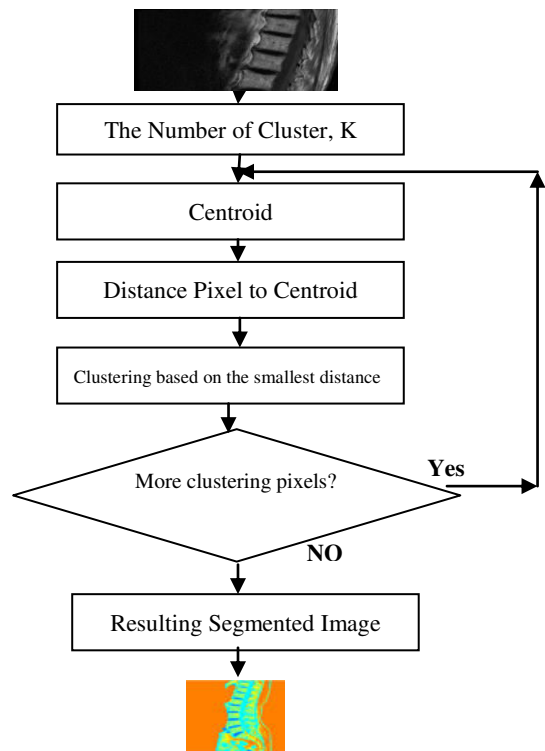 The Number of Cluster, K
Centroid
Distance Pixel to Centroid
Clustering based on the smallest distance
More clustering pixels?
Yes
NO
Resulting Segmented Image